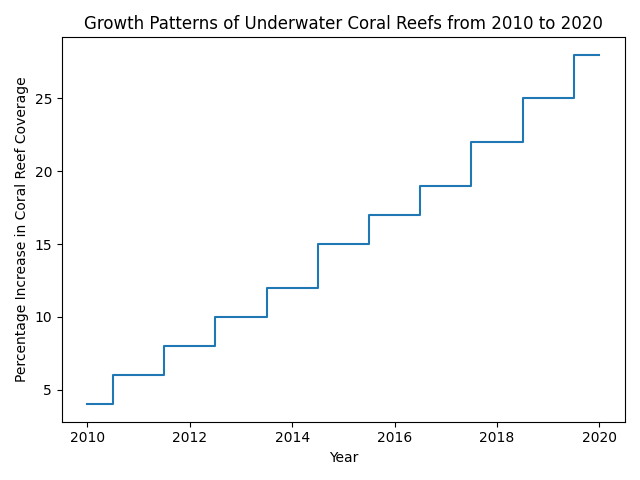 Growth Patterns of Underwater Coral Reefs from 2010 to 2020
Percentage Increase in Coral Reef Coverage
25
20
15
10
5
2010 2012 2014 2016 2018 2020
Year